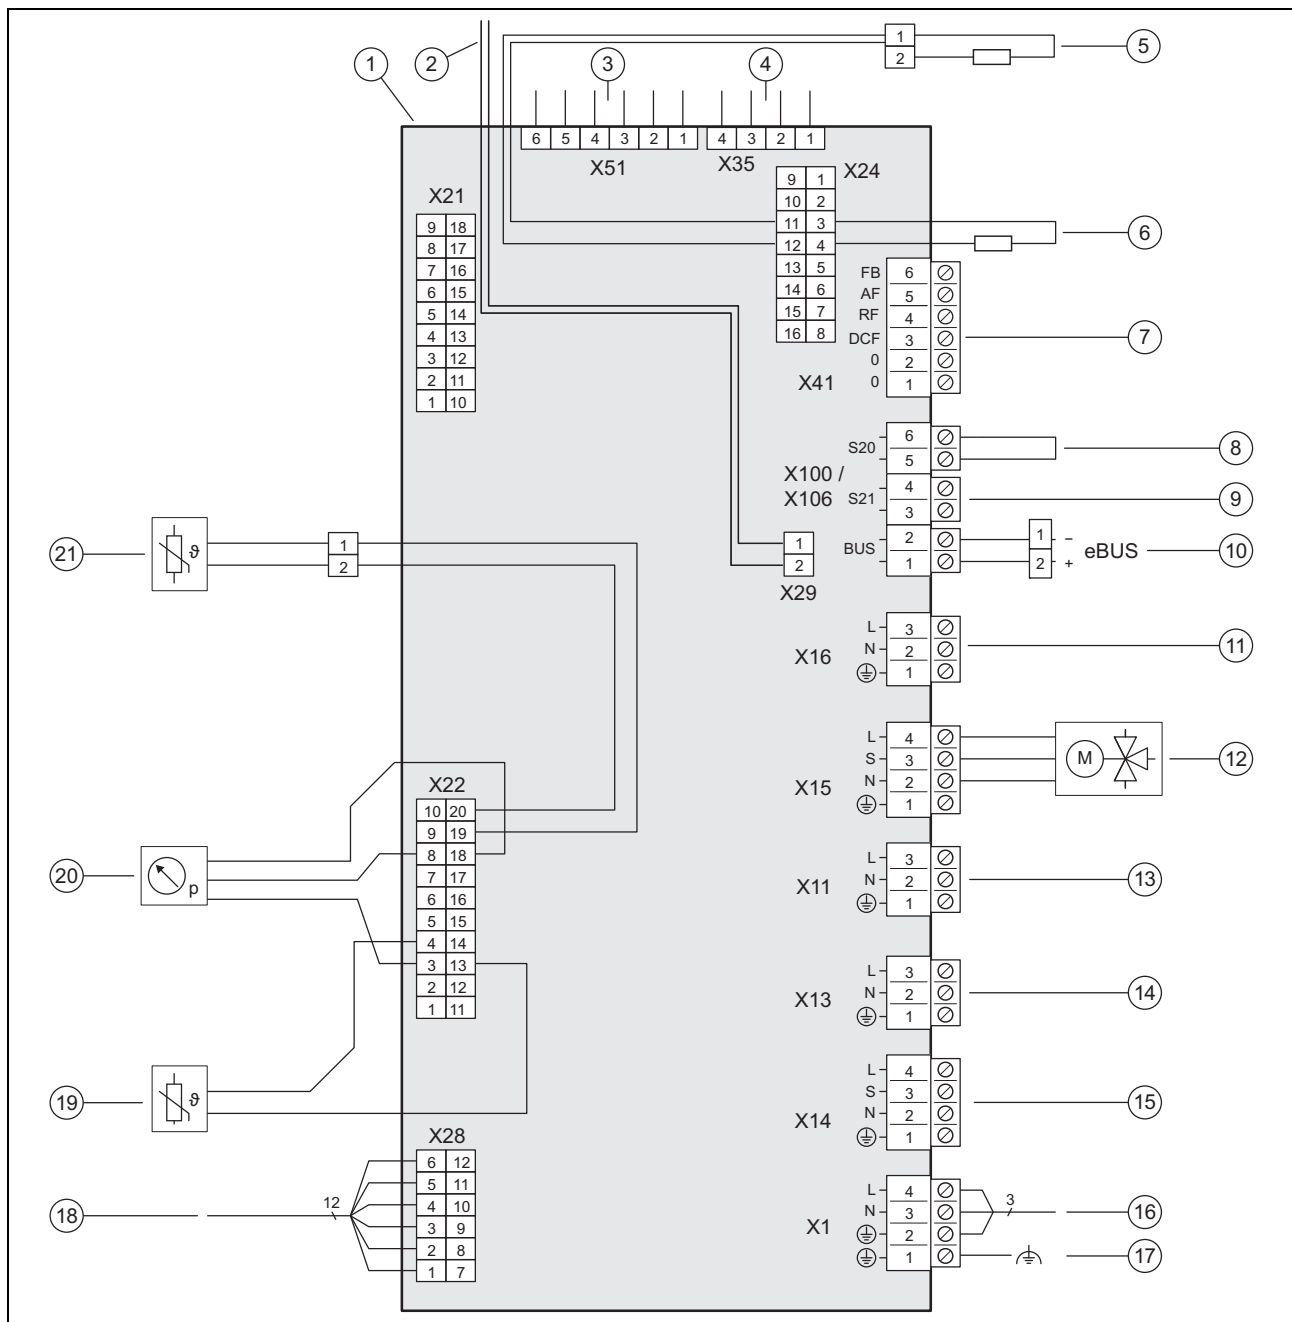 1
2
3
4
5
1
2
6 5 4 3 2 1
4 3 2 1
X51
X35
X24
9 1
10 2
11 3
12 4
13 5
14 6
15 7
16 8
6
X21
9 18
8 17
7 16
6 15
5 14
4 13
3 12
2 11
1 10
X41
FB 6
AF 5
RF 4
DCF 3
0 2
0 1
7
X100 /
X106
S20
6
5
8
S21
4
3
9
BUS
2
1
1 –
2 +
eBUS
10
1
2
X29
21
ϑ
1
2
X16
L 3
N 2
1
11
X15
L 4
S 3
N 2
1
M
12
X22
10 20
9 19
8 18
7 17
6 16
5 15
4 14
3 13
2 12
1 11
20
p
X11
L 3
N 2
1
13
X13
L 3
N 2
1
14
19
ϑ
X14
L 4
S 3
N 2
1
15
X28
6 12
5 11
4 10
3 9
2 8
1 7
18
12
X1
L 4
N 3
2
1
3
16
17